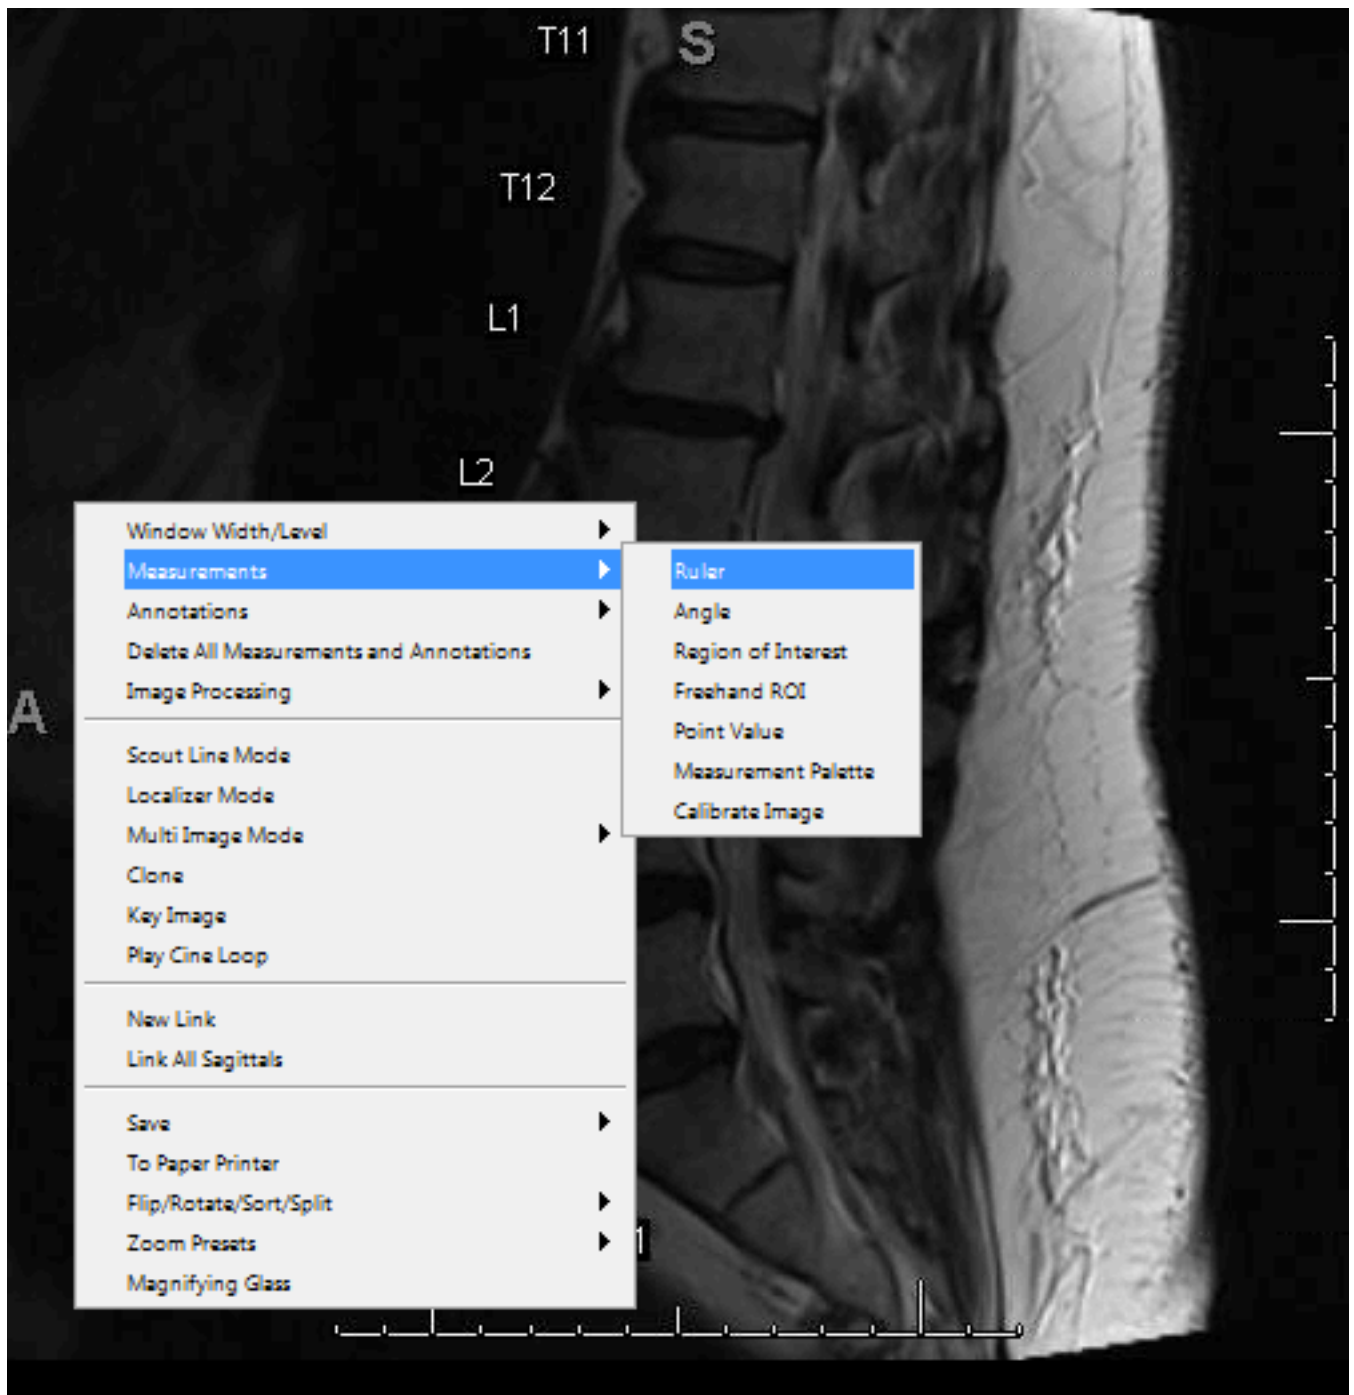 T11
S
T12
L1
L2
A
Window Width/Level
Measurements
Annotations
Delete All Measurements and Annotations
Image Processing
Scout Line Mode
Localizer Mode
Multi Image Mode
Clone
Key Image
Play Cine Loop
New Link
Link All Sagittals
Save
To Paper Printer
Flip/Rotate/Sort/Split
Zoom Presets
Magnifying Glass
Ruler
Angle
Region of Interest
Freehand ROI
Point Value
Measurement Palette
Calibrate Image
1